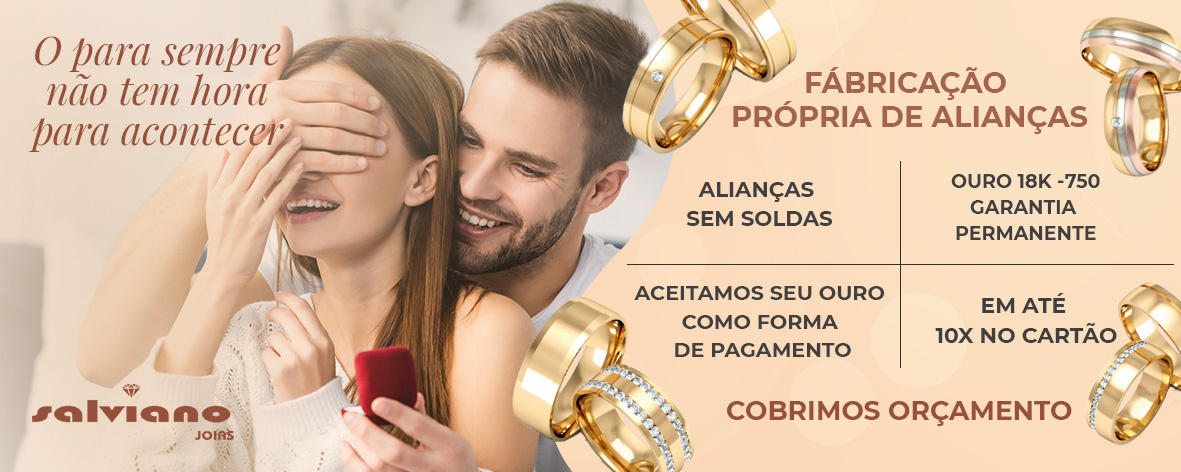 O para sempre
não tem hora
para acontecer
salviano
JOIAS
FÁBRICAÇÃO
PRÓPRIA DE ALIANÇAS
ALIANÇAS
SEM SOLDAS
OURO 18K -750
GARANTIA
PERMANENTE
ACEITAMOS SEU OURO
COMO FORMA
DE PAGAMENTO
EM ATÉ
10X NO CARTÃO
COBRIMOS ORÇAMENTO